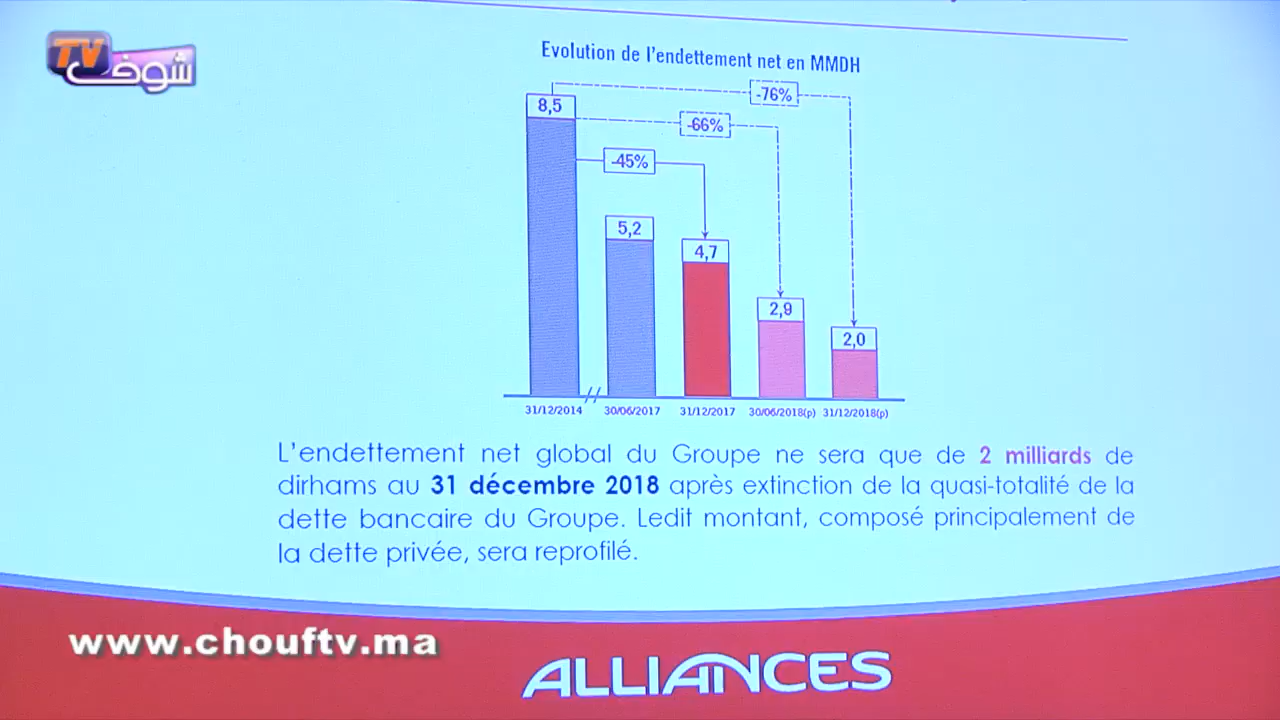 TV
شوف
Evolution de l'endettement net en MMDH
-76%
8,5
-66%
-45%
5,2
4,7
2,9
2,0
31/12/2014
30/06/2017
31/12/2017
30/06/2018(p)
31/12/2018(p)
L'endettement net global du Groupe ne sera que de 2 milliards de
dirhams au 31 décembre 2018 après extinction de la quasi-totalité de la
dette bancaire du Groupe. Ledit montant, composé principalement de
la dette privée, sera reprofilé.
www.chouftv.ma
ALLIANCES